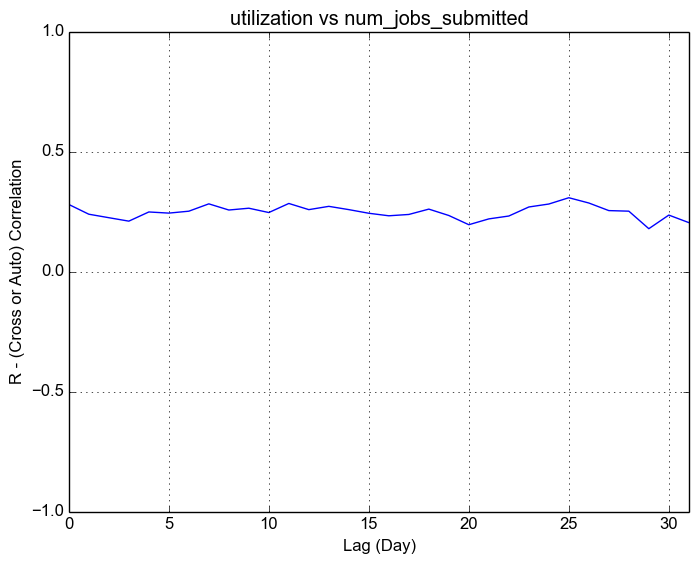 utilization vs num_jobs_submitted
1.0
0.5
0.0
−0.5
−1.0
R - (Cross or Auto) Correlation
0 5 10 15 20 25 30
Lag (Day)